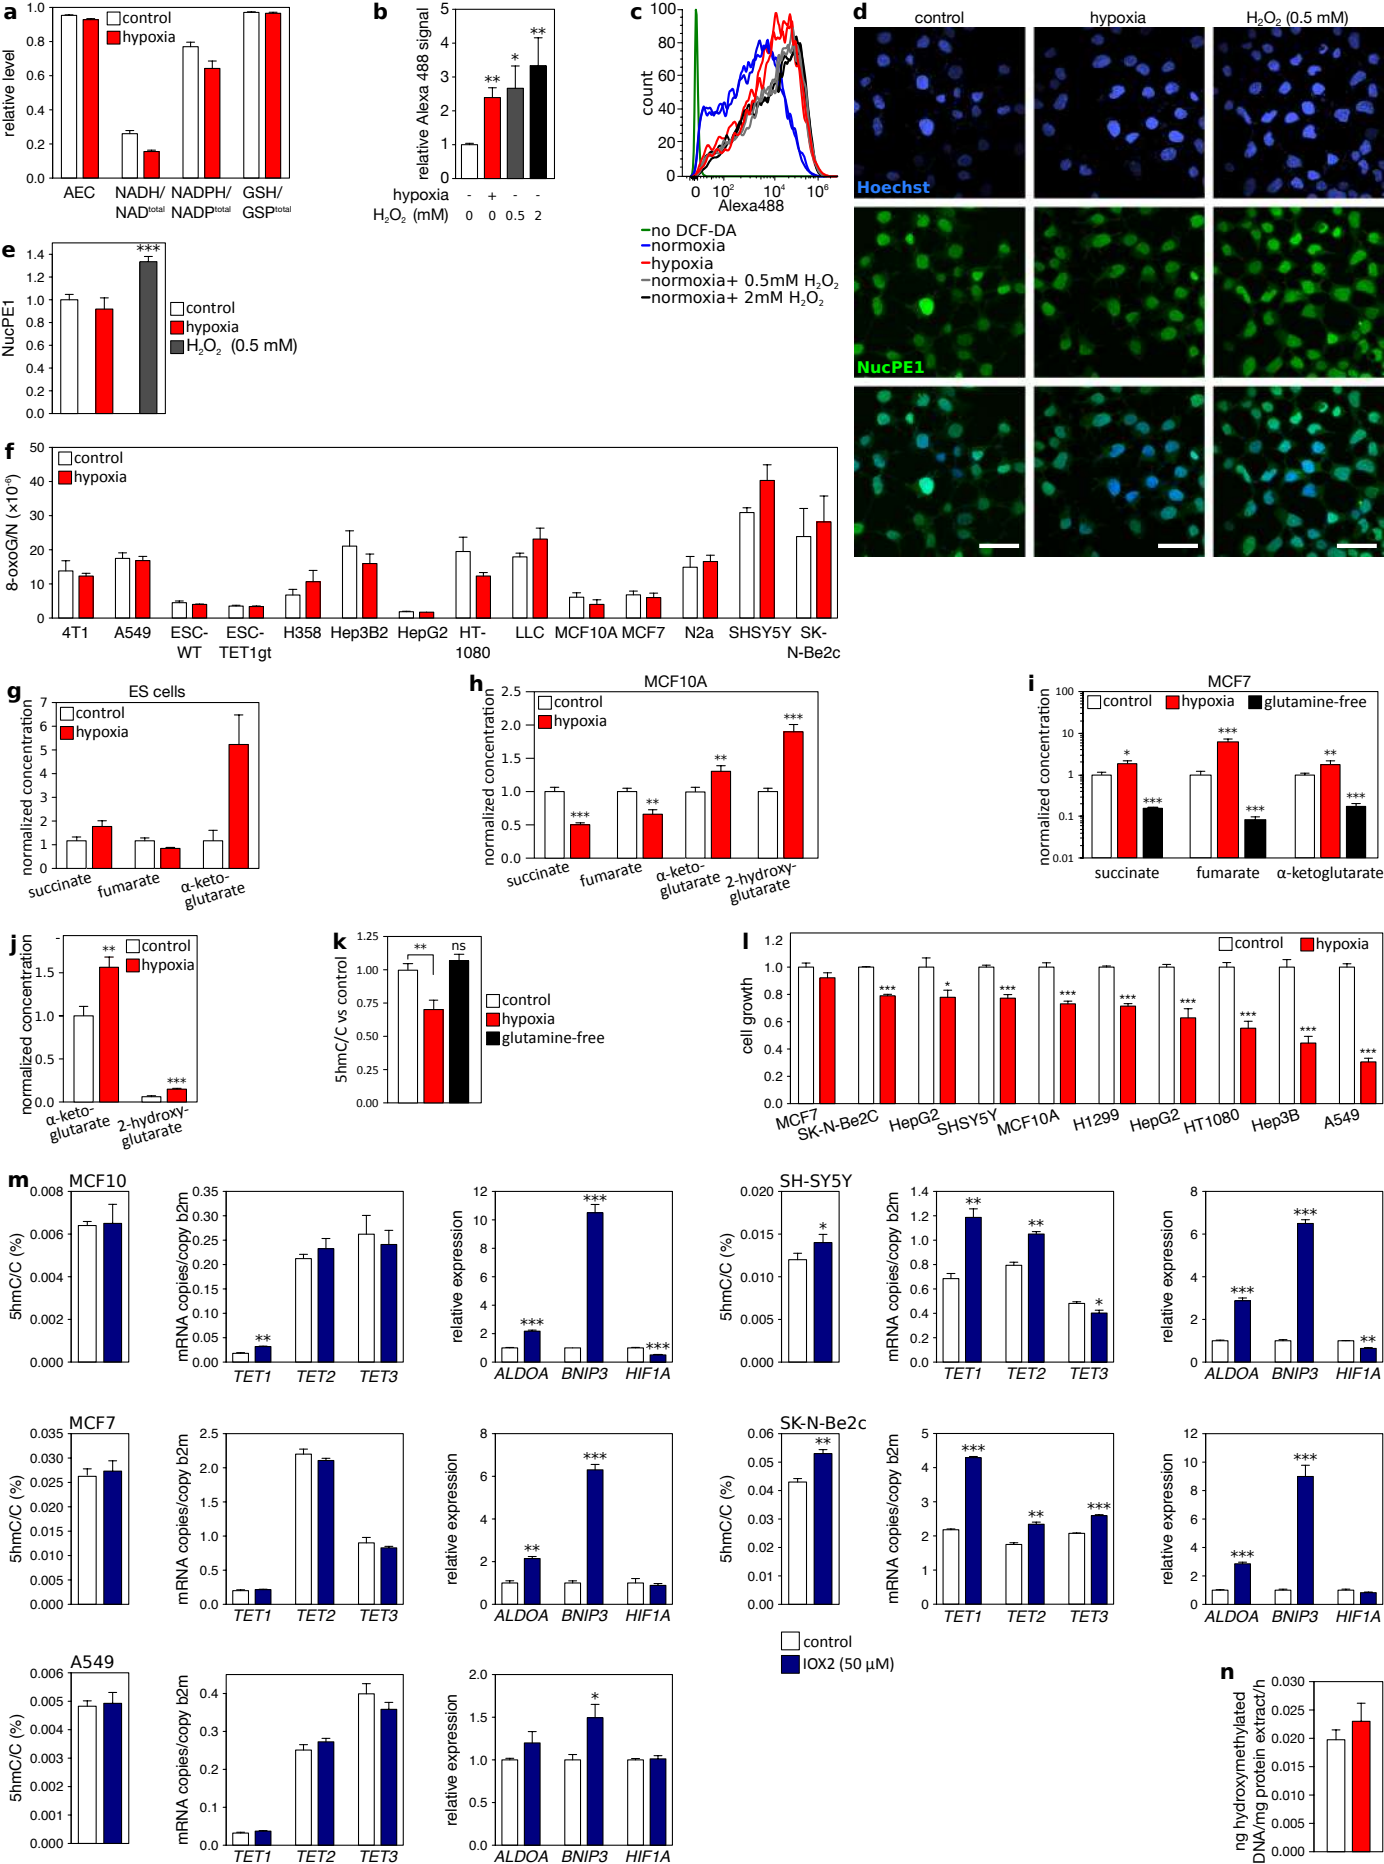 a
relative level
1.0
0.8
0.6
0.4
0.2
0.0
control
hypoxia
AEC
NADH/
NADtotal
NADPH/
NADPtotal
GSH/
GSPtotal
b
relative Alexa 488 signal
5
4
3
2
1
0
**
*
**
hypoxia - + - -
H2O2 (mM) 0 0 0.5 2
c
count
100
80
60
40
20
0
0 10² 10⁴ 10⁶
Alexa488
no DCF-DA
normoxia
hypoxia
normoxia+ 0.5mM H2O2
normoxia+ 2mM H2O2
d
control hypoxia H2O2 (0.5 mM)
Hoechst
NucPE1
e
NucPE1
1.4
1.2
1.0
0.8
0.6
0.4
0.2
0.0
***
control
hypoxia
H2O2 (0.5 mM)
f
8-oxoG/N (×10⁻⁶)
50
40
30
20
10
0
control
hypoxia
4T1 A549 ESC-WT ESC-TET1gt H358 Hep3B2 HepG2 HT-1080 LLC MCF10A MCF7 N2a SHSY5Y SK-N-Be2c
g
ES cells
normalized concentration
7
6
5
4
3
2
1
0
control
hypoxia
succinate fumarate α-keto-glutarate
h
MCF10A
normalized concentration
2.5
2.0
1.5
1.0
0.5
0.0
control
hypoxia
*** ** ** ***
succinate fumarate α-keto-glutarate 2-hydroxy-glutarate
i
MCF7
normalized concentration
100
10
1
0.1
0.01
control hypoxia glutamine-free
* *** *** *** ** ***
succinate fumarate α-ketoglutarate
j
normalized concentration
1.5
1.0
0.5
0.0
control
hypoxia
** ***
α-keto-glutarate 2-hydroxy-glutarate
k
5hmC/C vs control
1.25
1.00
0.75
0.50
0.25
0.00
** ns
control
hypoxia
glutamine-free
l
cell growth
1.2
1.0
0.8
0.6
0.4
0.2
0.0
control hypoxia
*** * *** *** *** *** *** *** ***
MCF7 SK-N-Be2C HepG2 SHSY5Y MCF10A H1299 HepG2 HT1080 Hep3B A549
m
MCF10
5hmC/C (%)
0.008
0.006
0.004
0.002
0.000
mRNA copies/copy b2m
0.35
0.30
0.25
0.20
0.15
0.10
0.05
0.00
**
TET1 TET2 TET3
relative expression
12
10
8
6
4
2
0
*** *** ***
ALDOA BNIP3 HIF1A
SH-SY5Y
5hmC/C (%)
0.020
0.015
0.010
0.005
0.000
*
mRNA copies/copy b2m
1.4
1.2
1.0
0.8
0.6
0.4
0.2
0.0
** ** *
TET1 TET2 TET3
relative expression
8
6
4
2
0
*** *** **
ALDOA BNIP3 HIF1A
MCF7
5hmC/C (%)
0.035
0.030
0.025
0.020
0.015
0.010
0.005
0.000
mRNA copies/copy b2m
2.5
2.0
1.5
1.0
0.5
0.0
TET1 TET2 TET3
relative expression
8
6
4
2
0
** ***
ALDOA BNIP3 HIF1A
SK-N-Be2c
5hmC/C (%)
0.06
0.05
0.04
0.03
0.02
0.01
0.00
**
mRNA copies/copy b2m
5
4
3
2
1
0
*** ** ***
TET1 TET2 TET3
relative expression
12
10
8
6
4
2
0
*** ***
ALDOA BNIP3 HIF1A
control
IOX2 (50 μM)
A549
5hmC/C (%)
0.006
0.005
0.004
0.003
0.002
0.001
0.000
mRNA copies/copy b2m
0.4
0.3
0.2
0.1
0.0
TET1 TET2 TET3
relative expression
2.0
1.5
1.0
0.5
0.0
*
ALDOA BNIP3 HIF1A
n
ng hydroxymethylated
DNA/mg protein extract/h
0.030
0.025
0.020
0.015
0.010
0.005
0.000